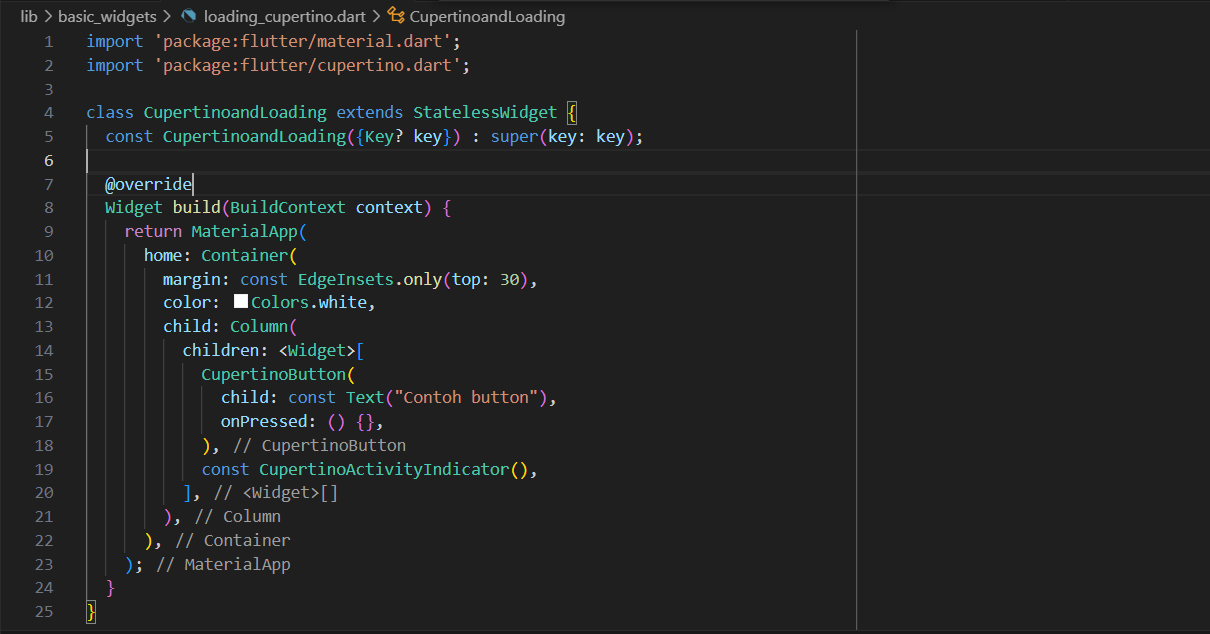 lib > basic_widgets > loading_cupertino.dart > CupertinoandLoading
1 import 'package:flutter/material.dart';
2 import 'package:flutter/cupertino.dart';
3
4 class CupertinoandLoading extends StatelessWidget {
5   const CupertinoandLoading({Key? key}) : super(key: key);
6
7   @override
8   Widget build(BuildContext context) {
9     return MaterialApp(
10       home: Container(
11         margin: const EdgeInsets.only(top: 30),
12         color: Colors.white,
13         child: Column(
14           children: <Widget>[
15             CupertinoButton(
16               child: const Text("Contoh button"),
17               onPressed: () {},
18             ), // CupertinoButton
19             const CupertinoActivityIndicator(),
20           ], // <Widget>[]
21         ), // Column
22       ), // Container
23     ); // MaterialApp
24   }
25 }